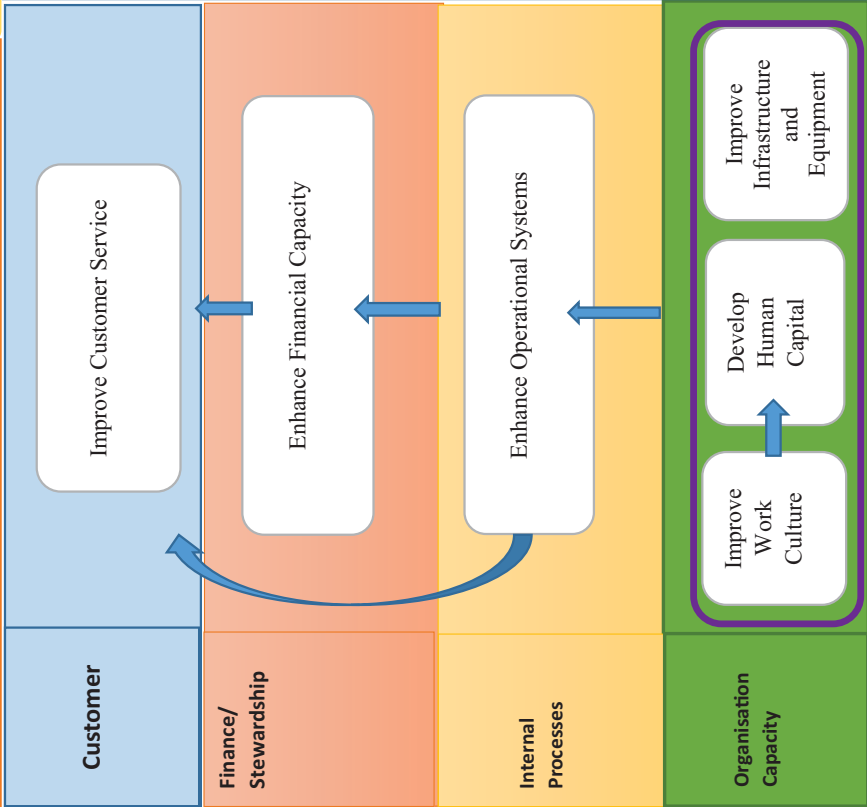 Customer
Improve Customer Service
Finance/
Stewardship
Enhance Financial Capacity
Internal
Processes
Enhance Operational Systems
Organisation
Capacity
Improve
Work
Culture
Develop
Human
Capital
Improve
Infrastructure
and
Equipment